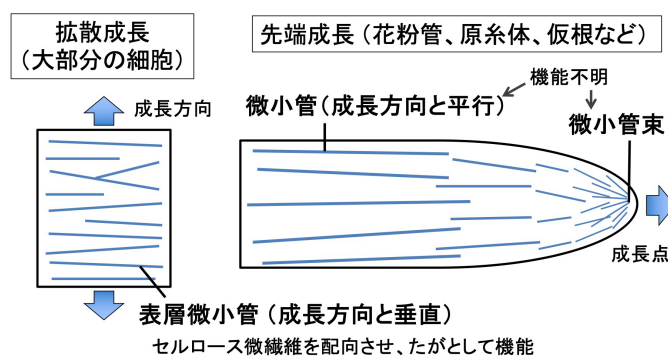 拡散成長
（大部分の細胞）
先端成長（花粉管、原糸体、仮根など）
成長方向
機能不明
微小管（成長方向と平行）
微小管束
成長点
表層微小管（成長方向と垂直）
セルロース微繊維を配向させ、たがとして機能